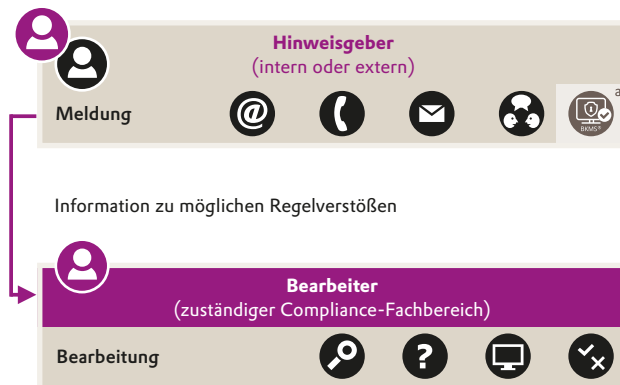 Hinweisgeber
(intern oder extern)
Meldung
@
a
BKMS®
Information zu möglichen Regelverstößen
Bearbeiter
(zuständiger Compliance-Fachbereich)
Bearbeitung
?